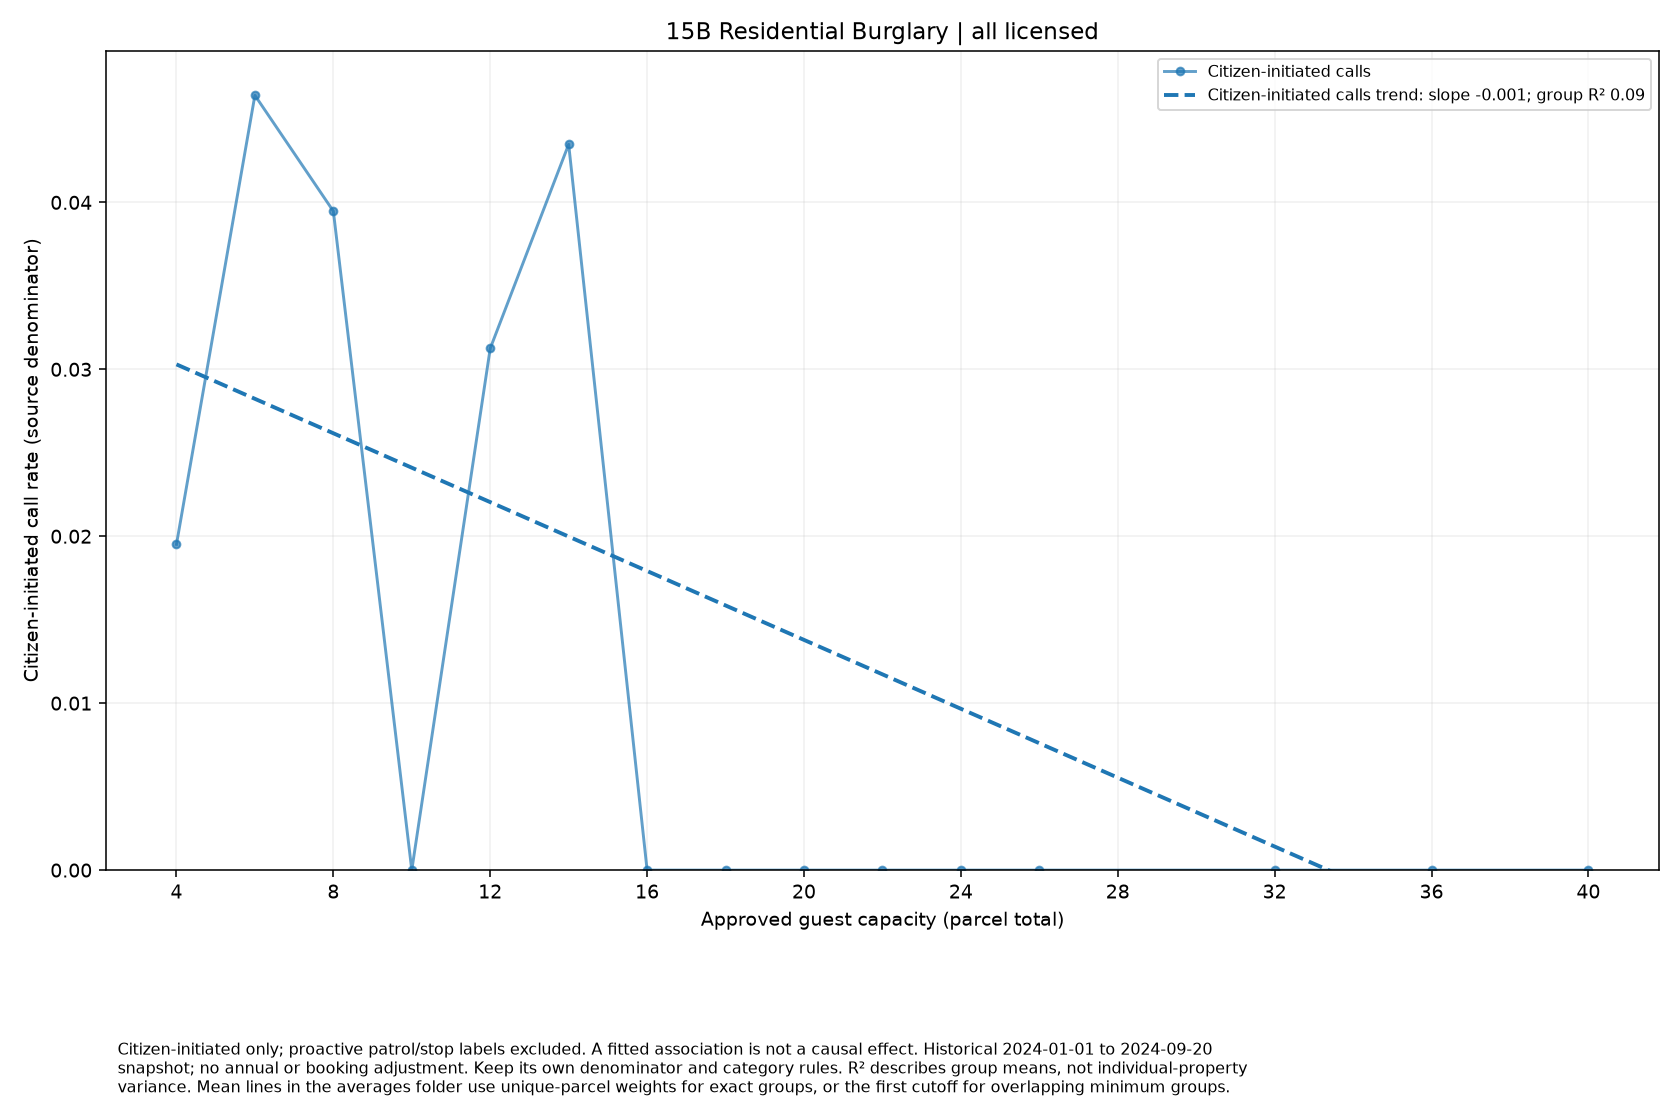 15B Residential Burglary | all licensed
Citizen-initiated calls
Citizen-initiated calls trend: slope -0.001; group R² 0.09
Citizen-initiated call rate (source denominator)
0.04
0.03
0.02
0.01
0.00
4 8 12 16 20 24 28 32 36 40
Approved guest capacity (parcel total)
Citizen-initiated only; proactive patrol/stop labels excluded. A fitted association is not a causal effect. Historical 2024-01-01 to 2024-09-20
snapshot; no annual or booking adjustment. Keep its own denominator and category rules. R² describes group means, not individual-property
variance. Mean lines in the averages folder use unique-parcel weights for exact groups, or the first cutoff for overlapping minimum groups.